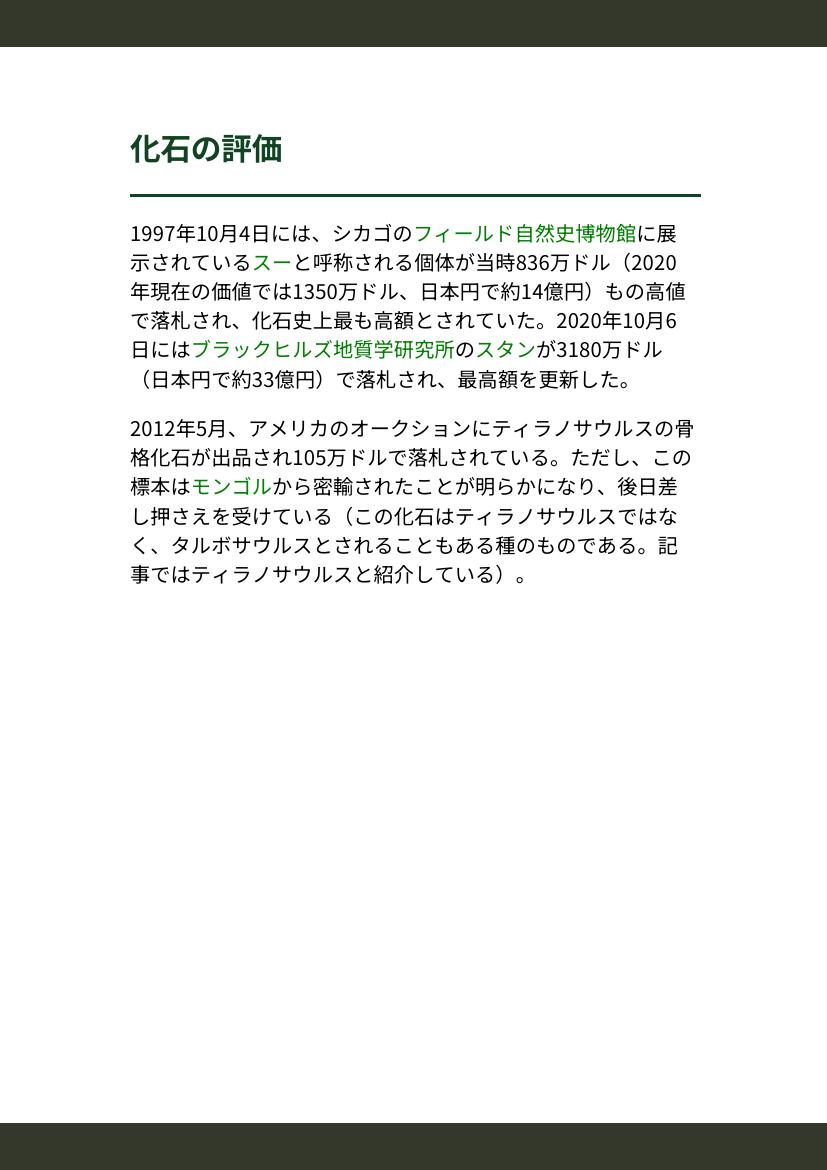 化石の評価
1997年10月4日には、シカゴのフィールド自然史博物館に展
示されているスーと呼称される個体が当時836万ドル（2020
年現在の価値では1350万ドル、日本円で約14億円）もの高値
で落札され、化石史上最も高額とされていた。2020年10月6
日にはブラックヒルズ地質学研究所のスタンが3180万ドル
（日本円で約33億円）で落札され、最高額を更新した。
2012年5月、アメリカのオークションにティラノサウルスの骨
格化石が出品され105万ドルで落札されている。ただし、この
標本はモンゴルから密輸されたことが明らかになり、後日差
し押さえを受けている（この化石はティラノサウルスではな
く、タルボサウルスとされることもある種のものである。記
事ではティラノサウルスと紹介している）。